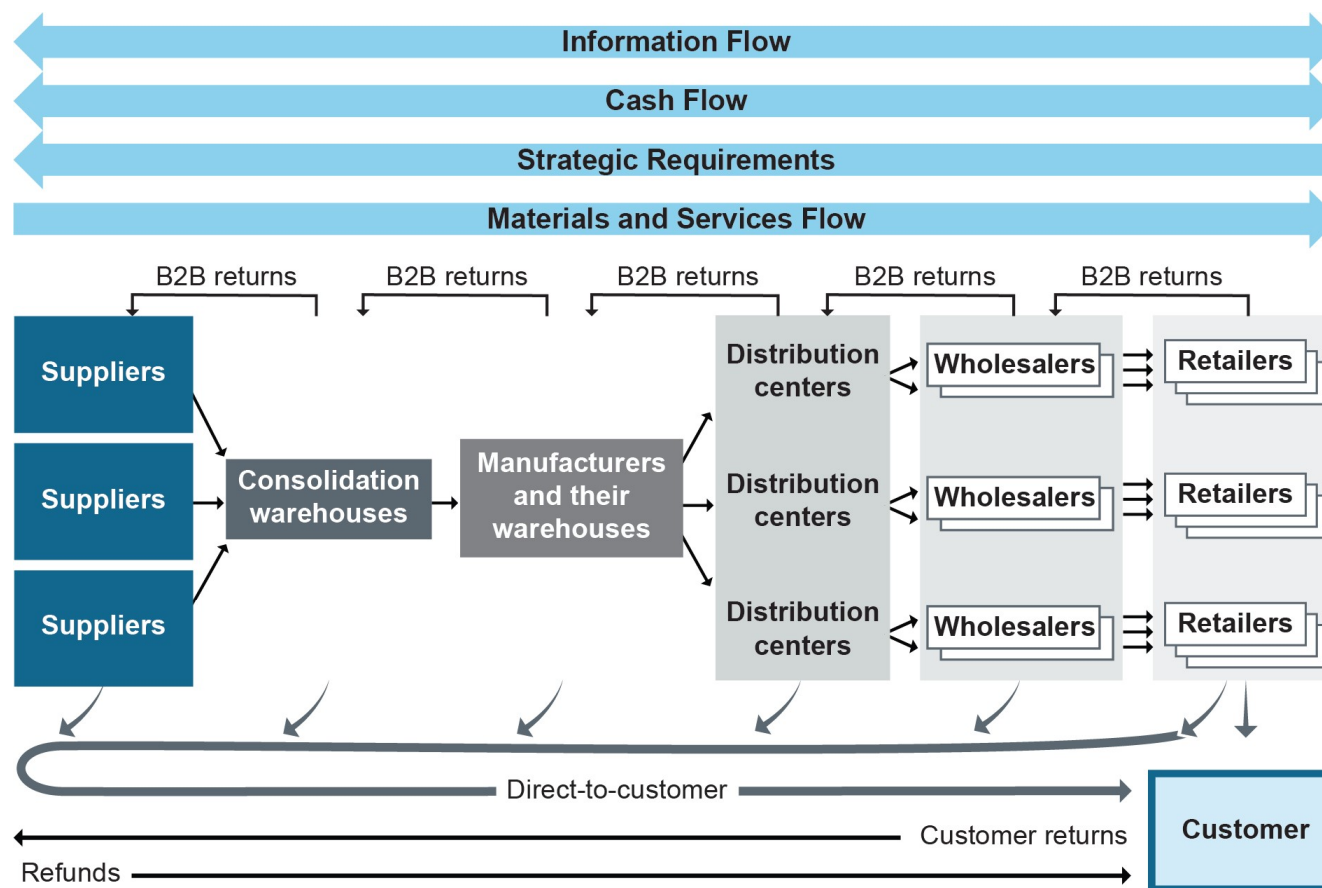 Information Flow
Cash Flow
Strategic Requirements
Materials and Services Flow
B2B returns
B2B returns
B2B returns
B2B returns
B2B returns
Suppliers
Suppliers
Suppliers
Consolidation
warehouses
Manufacturers
and their
warehouses
Distribution
centers
Distribution
centers
Distribution
centers
Wholesalers
Wholesalers
Wholesalers
Retailers
Retailers
Retailers
Direct-to-customer
Customer returns
Refunds
Customer